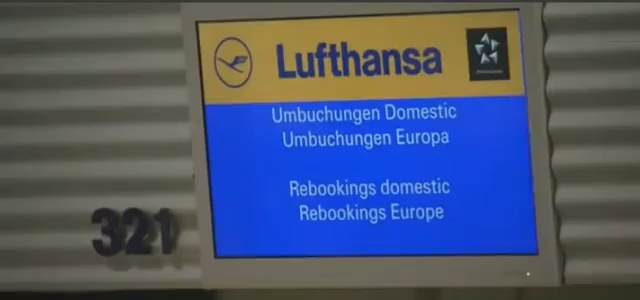 Lufthansa
Umbuchungen Domestic
Umbuchungen Europa
Rebookings domestic
Rebookings Europe
321